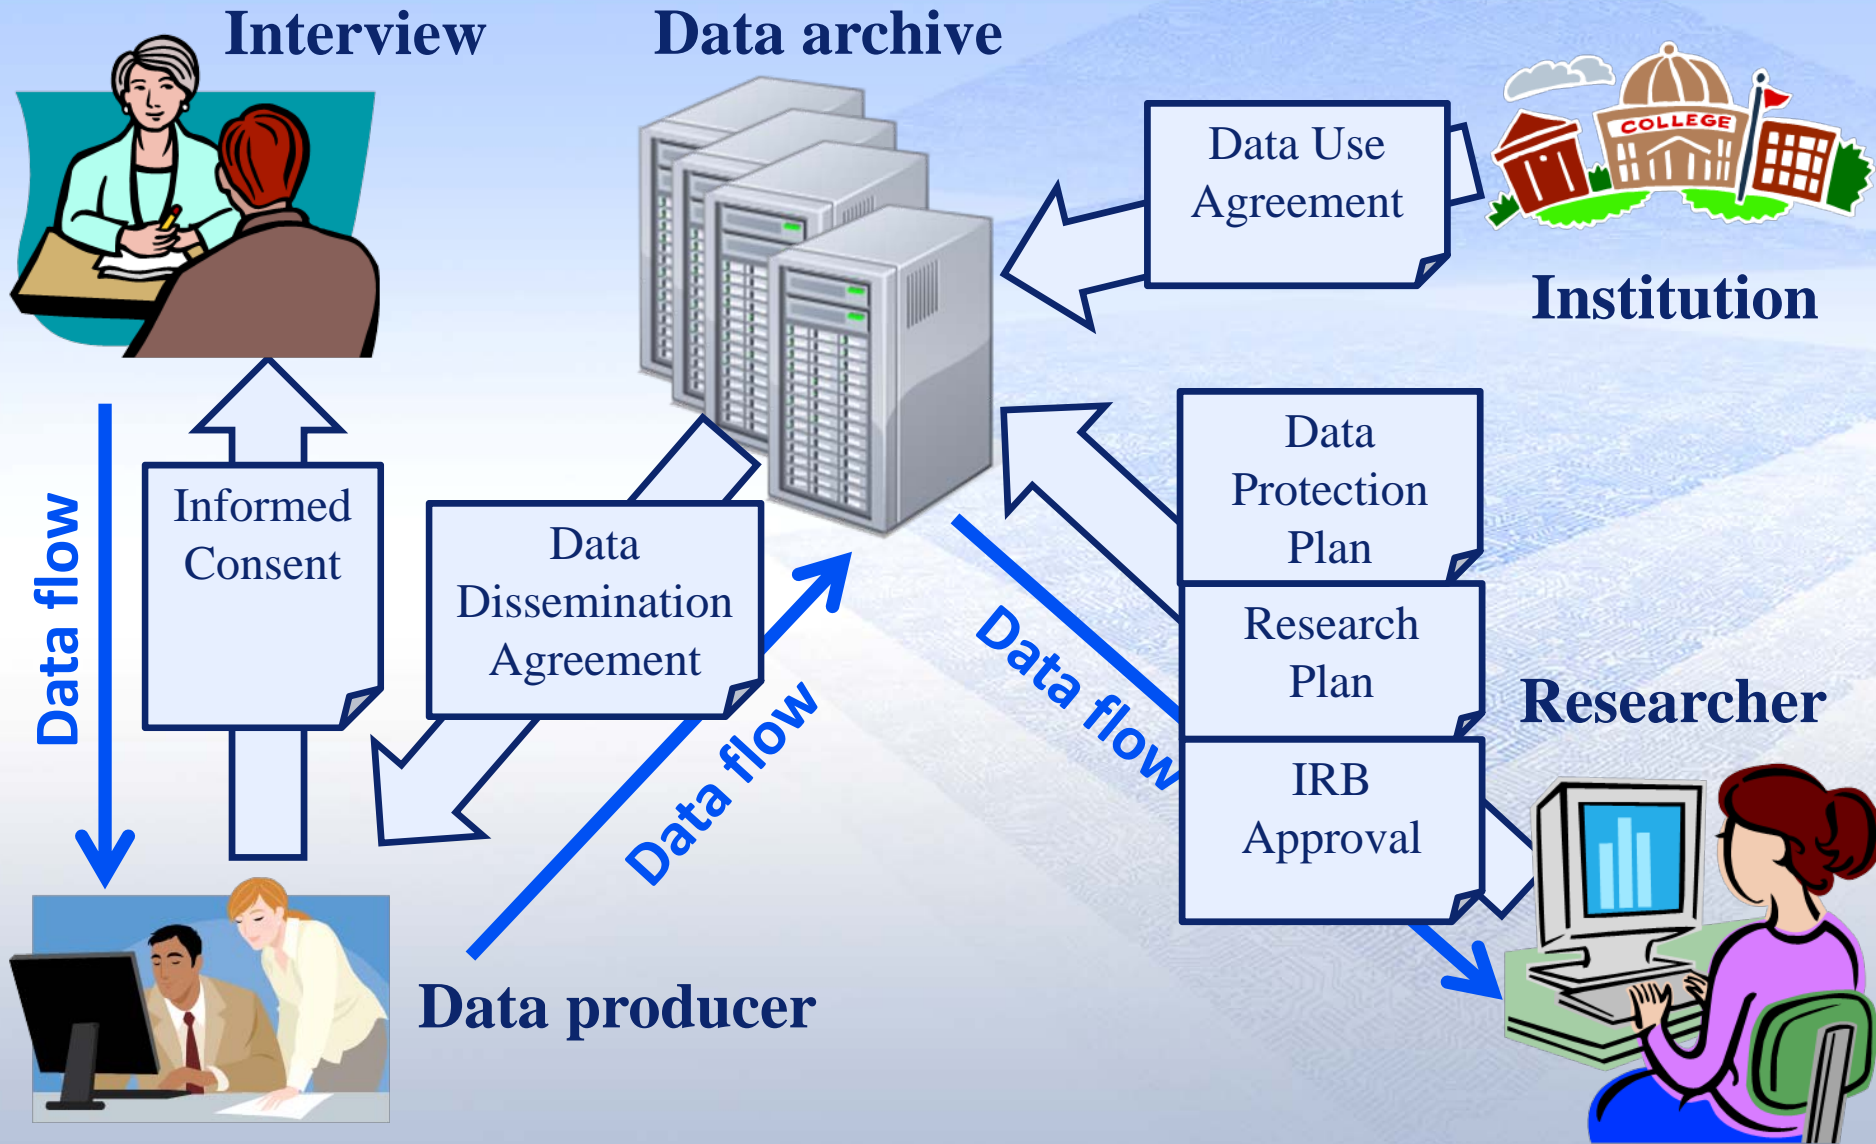 Interview
Data archive
COLLEGE
Data Use
Agreement
Institution
Data flow
Informed
Consent
Data
Dissemination
Agreement
Data flow
Data flow
Data
Protection
Plan
Research
Plan
IRB
Approval
Researcher
Data producer